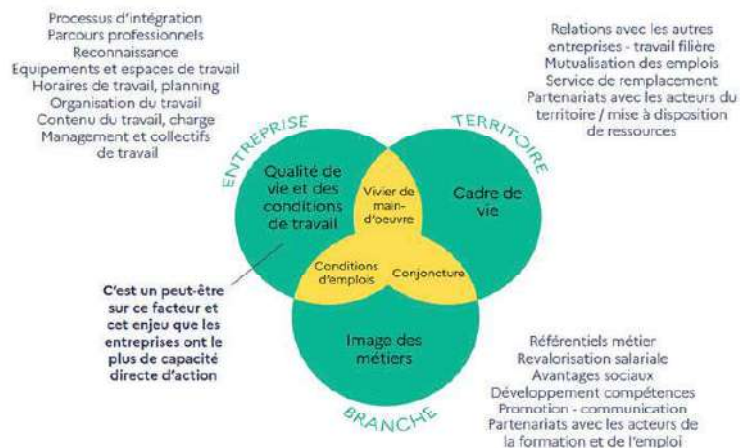 Processus d'intégration
Parcours professionnels
Reconnaissance
Equipements et espaces de travail
Horaires de travail, planning
Organisation du travail
Contenu du travail, charge
Management et collectifs
de travail
Relations avec les autres
entreprises - travail filière
Mutualisation des emplois
Service de remplacement
Partenariats avec les acteurs du
territoire / mise à disposition
de ressources
ENTREPRISE
TERRITOIRE
Qualité de
vie et des
conditions
de travail
Vivier de
main-
d'oeuvre
Cadre de
vie
Conditions
d'emplois
Conjoncture
C'est un peut-être
sur ce facteur et
cet enjeu que les
entreprises ont le
plus de capacité
directe d'action
Image des
métiers
BRANCHE
Référentiels métier
Revalorisation salariale
Avantages sociaux
Développement compétences
Promotion - communication
Partenariats avec les acteurs de
la formation et de l'emploi